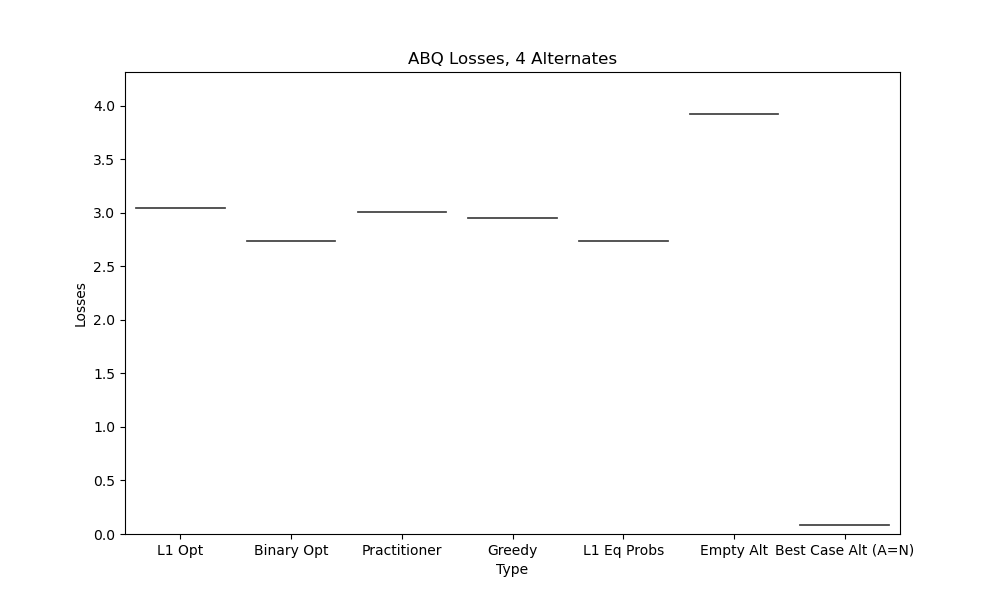 ABQ Losses, 4 Alternates
4.0
3.5
3.0
2.5
2.0
1.5
1.0
0.5
0.0
Losses
L1 Opt Binary Opt Practitioner Greedy L1 Eq Probs Empty Alt Best Case Alt (A=N)
Type